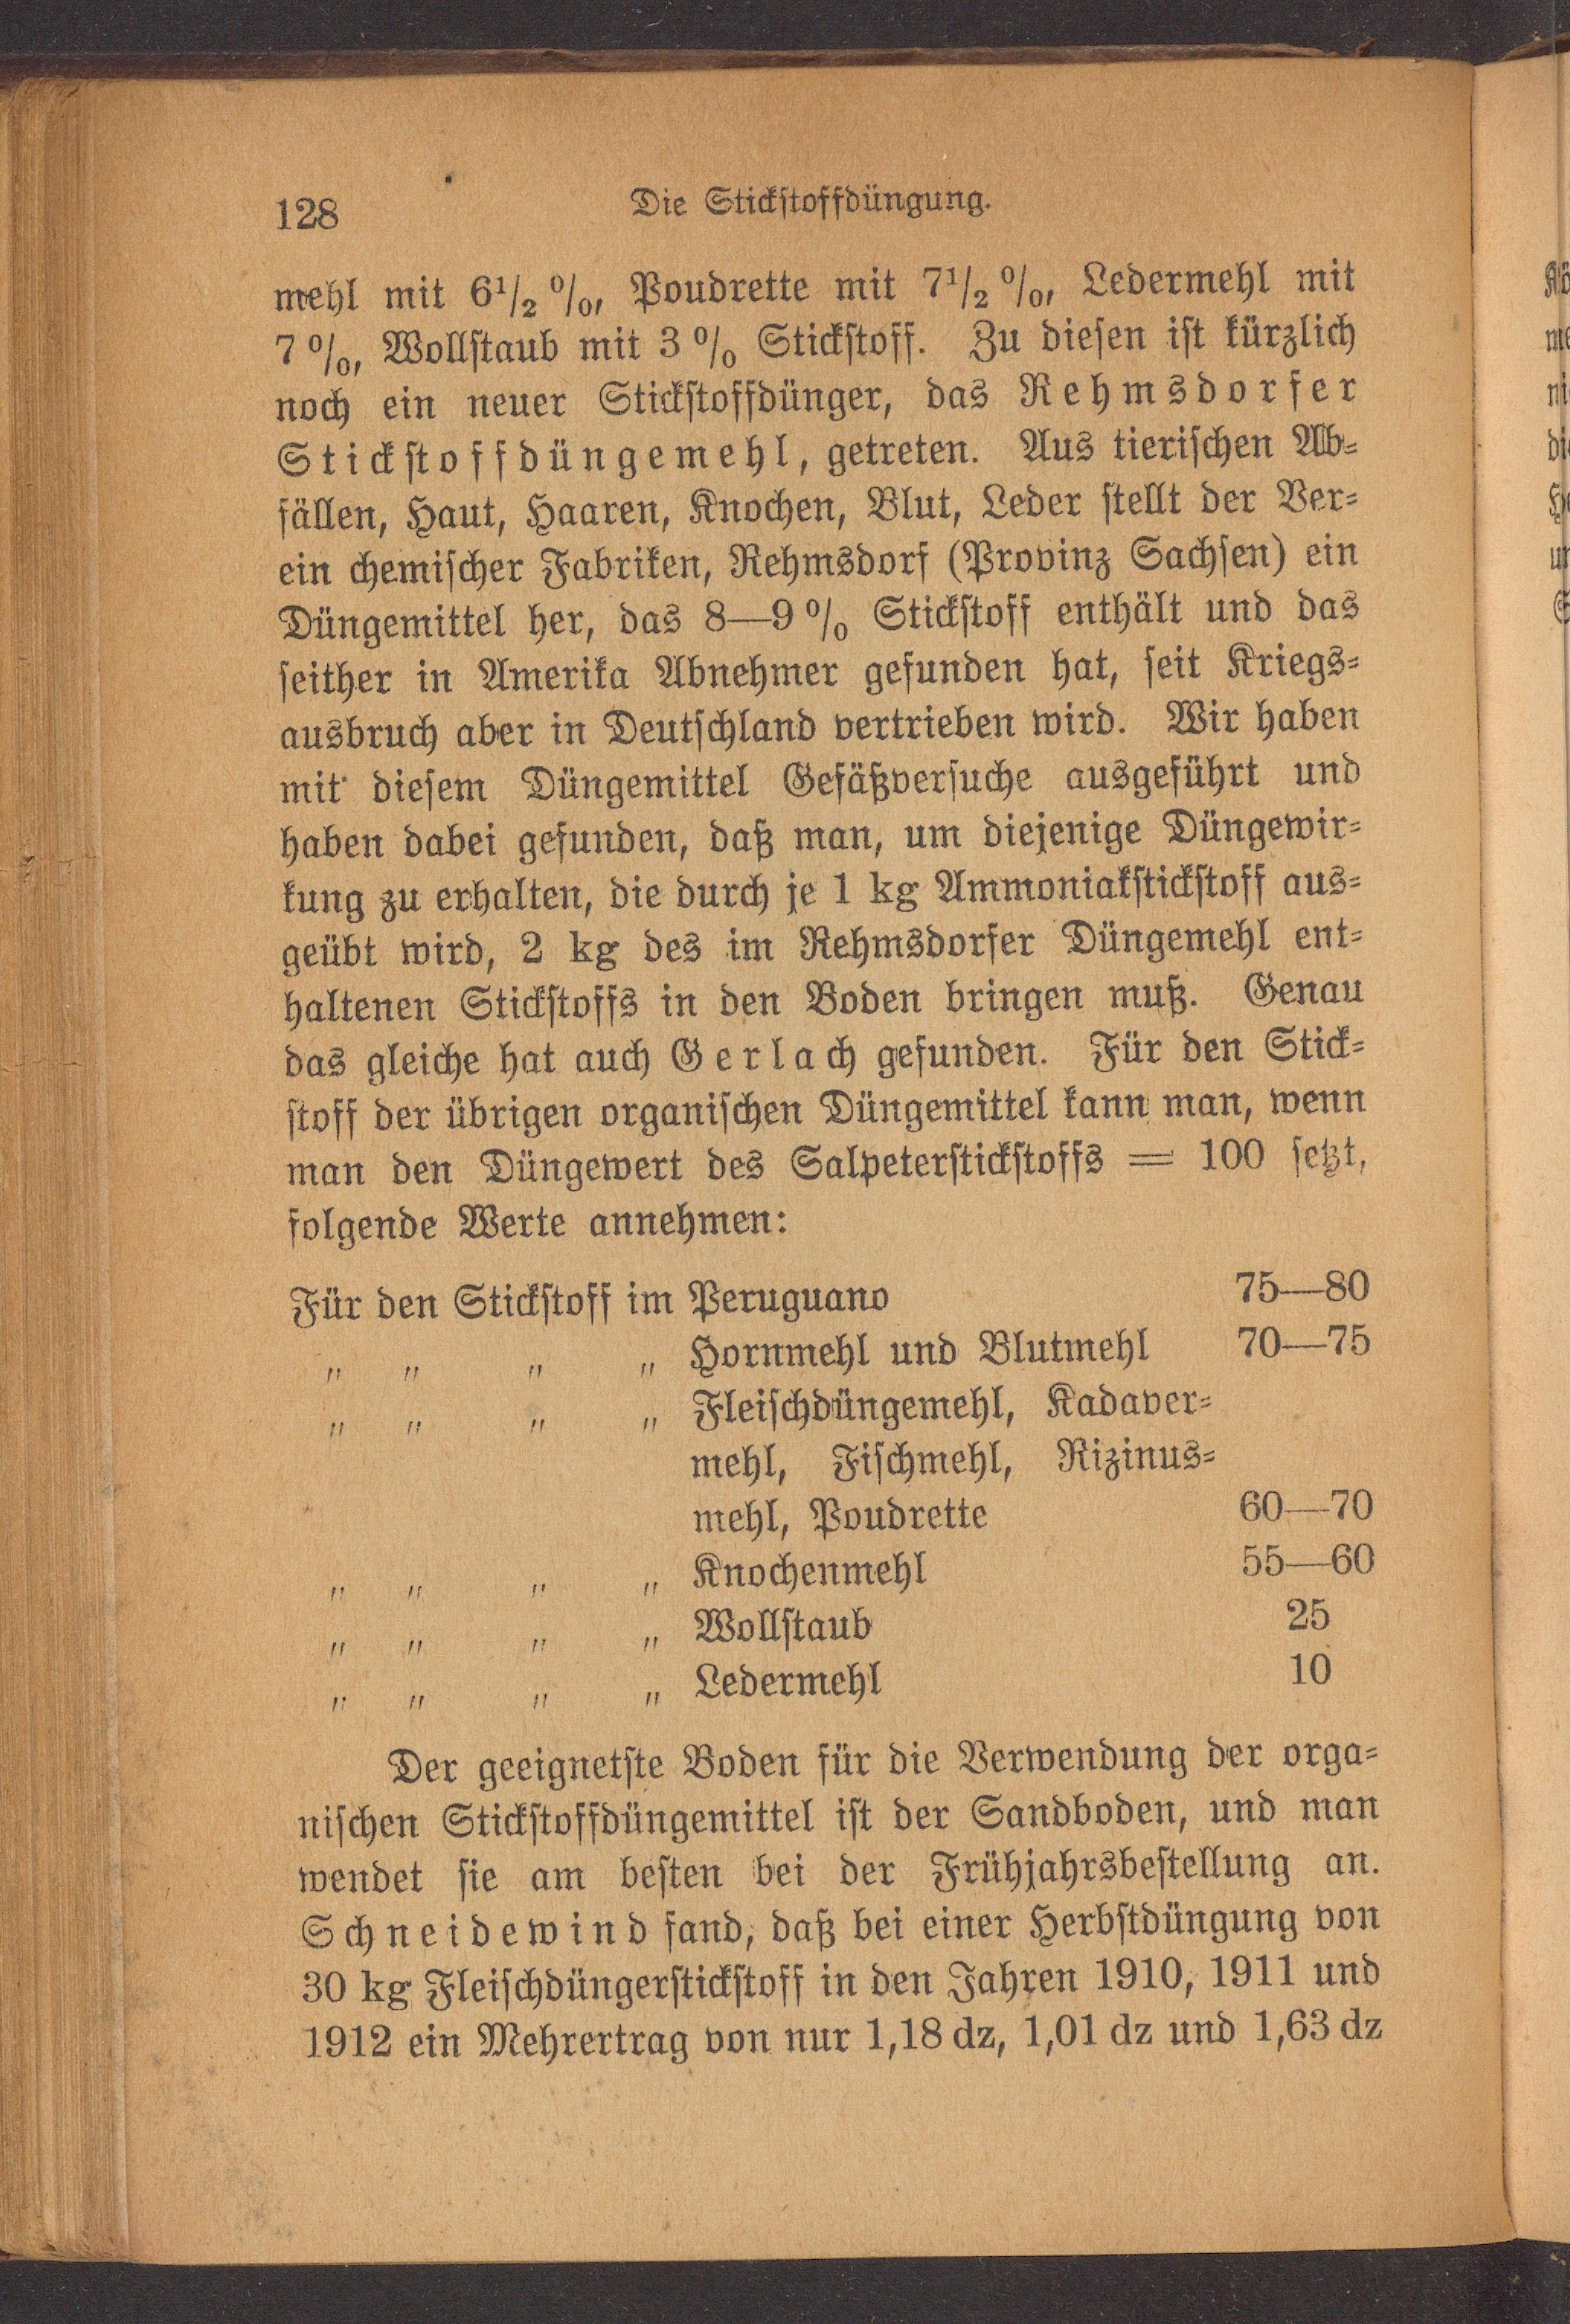 128
Die Stickstoffdüngung.
mehl mit 6½ %, Poudrette mit 7½ %, Ledermehl mit
7 %, Wollstaub mit 3 % Stickstoff. Zu diesen ist kürzlich
noch ein neuer Stickstoffdünger, das Rehmsdorfer
Stickstoffdüngemehl, getreten. Aus tierischen Ab-
fällen, Haut, Haaren, Knochen, Blut, Leder stellt der Ver-
ein chemischer Fabriken, Rehmsdorf (Provinz Sachsen) ein
Düngemittel her, das 8—9 % Stickstoff enthält und das
seither in Amerika Abnehmer gefunden hat, seit Kriegs-
ausbruch aber in Deutschland vertrieben wird. Wir haben
mit diesem Düngemittel Gefäßversuche ausgeführt und
haben dabei gefunden, daß man, um diejenige Düngewir-
kung zu erhalten, die durch je 1 kg Ammoniakstickstoff aus-
geübt wird, 2 kg des im Rehmsdorfer Düngemehl ent-
haltenen Stickstoffs in den Boden bringen muß. Genau
das gleiche hat auch Gerlach gefunden. Für den Stick-
stoff der übrigen organischen Düngemittel kann man, wenn
man den Düngewert des Salpeterstickstoffs = 100 setzt,
folgende Werte annehmen:
Für den Stickstoff im Peruguano 75—80
" " " " Hornmehl und Blutmehl 70—75
" " " " Fleischdüngemehl, Kadaver-
mehl, Fischmehl, Rizinus-
mehl, Poudrette 60—70
" " " " Knochenmehl 55—60
" " " " Wollstaub 25
" " " " Ledermehl 10
Der geeignetste Boden für die Verwendung der orga-
nischen Stickstoffdüngemittel ist der Sandboden, und man
wendet sie am besten bei der Frühjahrsbestellung an.
Schneidewind fand, daß bei einer Herbstdüngung von
30 kg Fleischdüngerstickstoff in den Jahren 1910, 1911 und
1912 ein Mehrertrag von nur 1,18 dz, 1,01 dz und 1,63 dz